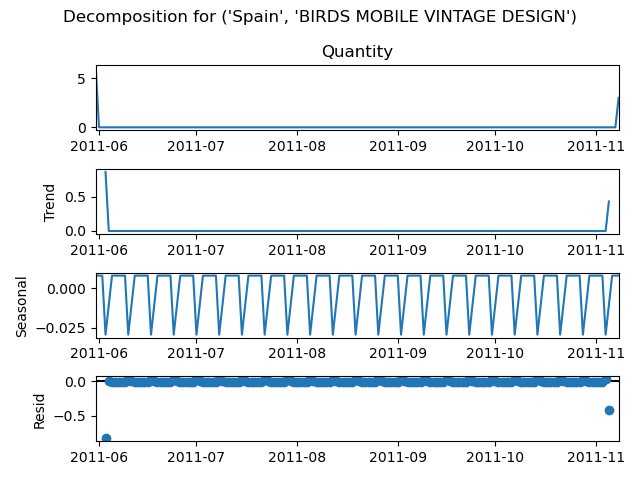 Decomposition for ('Spain', 'BIRDS MOBILE VINTAGE DESIGN')
Quantity
5
0
2011-06 2011-07 2011-08 2011-09 2011-10 2011-11
Trend
0.5
0.0
2011-06 2011-07 2011-08 2011-09 2011-10 2011-11
Seasonal
0.000
−0.025
2011-06 2011-07 2011-08 2011-09 2011-10 2011-11
Resid
0.0
−0.5
2011-06 2011-07 2011-08 2011-09 2011-10 2011-11